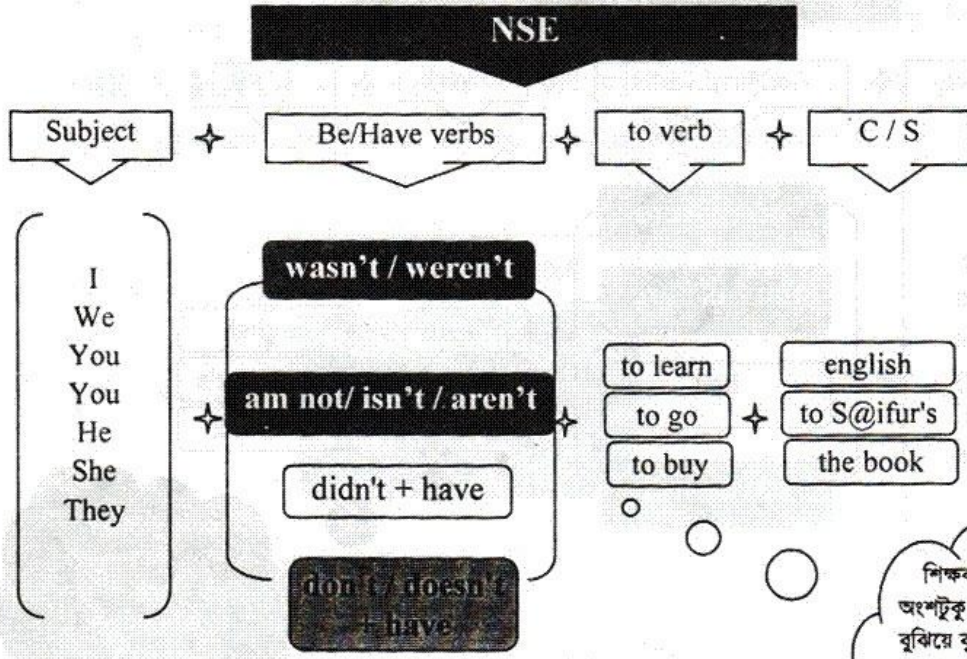 NSE
Subject
Be/Have verbs
to verb
C / S
I
We
You
You
He
She
They
wasn't / weren't
am not/ isn't / aren't
didn't + have
don't / doesn't
+ have
to learn
to go
to buy
english
to S@ifur's
the book
অংশটুকু
বুঝিয়ে